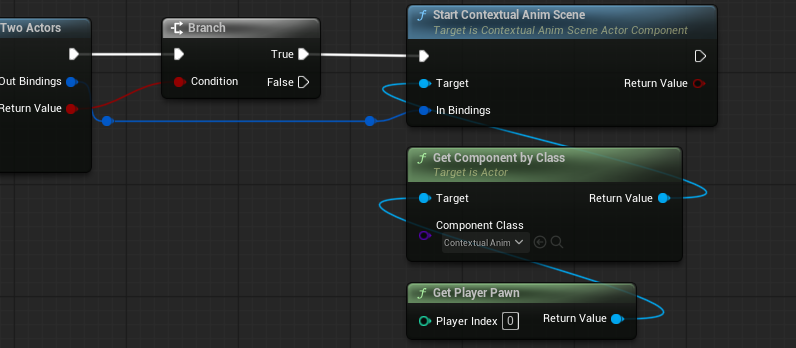 Two Actors
Out Bindings
Return Value
Branch
True
Condition
False
Start Contextual Anim Scene
Target is Contextual Anim Scene Actor Component
Target
Return Value
In Bindings
Get Component by Class
Target is Actor
Target
Return Value
Component Class
Contextual Anim
Get Player Pawn
Player Index 0
Return Value